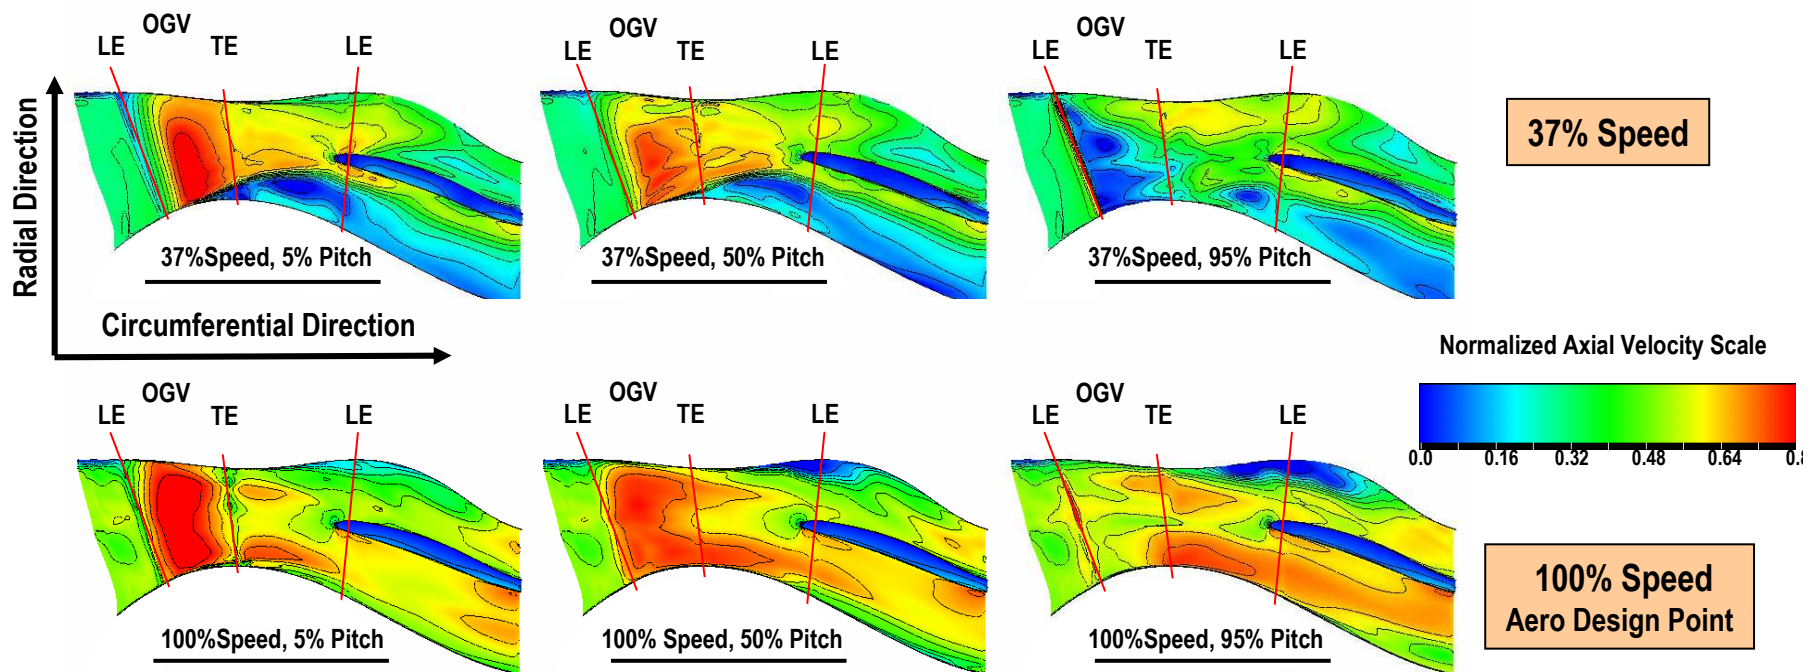 OGV
LE
TE
LE
OGV
LE
TE
LE
OGV
LE
TE
LE
37% Speed
Radial Direction
37%Speed, 5% Pitch
37%Speed, 50% Pitch
37%Speed, 95% Pitch
Circumferential Direction
Normalized Axial Velocity Scale
0.0 0.16 0.32 0.48 0.64 0.8
OGV
LE
TE
LE
OGV
LE
TE
LE
OGV
LE
TE
LE
100% Speed
Aero Design Point
100%Speed, 5% Pitch
100% Speed, 50% Pitch
100%Speed, 95% Pitch